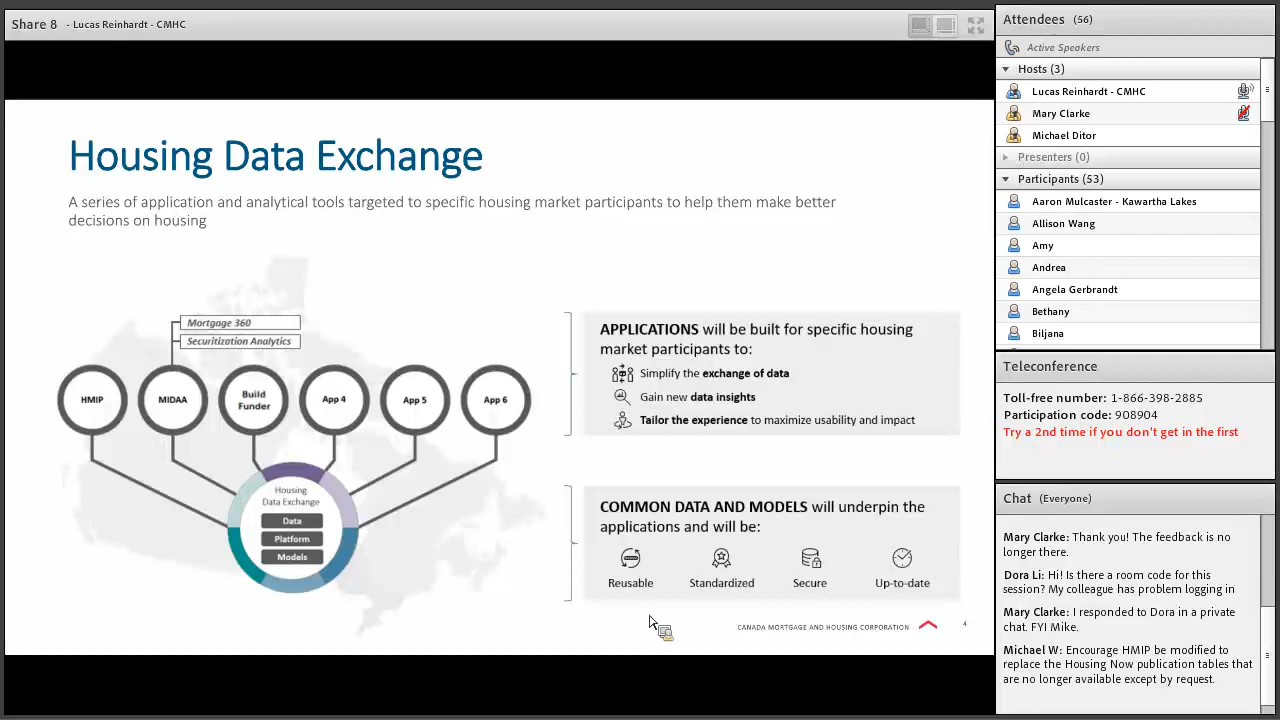 Share 8 - Lucas Reinhardt - CMHC
Housing Data Exchange
A series of application and analytical tools targeted to specific housing market participants to help them make better
decisions on housing
Mortgage 360
Securitization Analytics
HMIP
MIDAA
Build
Funder
App 4
App 5
App 6
Housing
Data Exchange
Data
Platform
Models
APPLICATIONS will be built for specific housing
market participants to:
Simplify the exchange of data
Gain new data insights
Tailor the experience to maximize usability and impact
COMMON DATA AND MODELS will underpin the
applications and will be:
Reusable
Standardized
Secure
Up-to-date
CANADA MORTGAGE AND HOUSING CORPORATION
4
Attendees (56)
Active Speakers
Hosts (3)
Lucas Reinhardt - CMHC
Mary Clarke
Michael Ditor
Presenters (0)
Participants (53)
Aaron Mulcaster - Kawartha Lakes
Allison Wang
Amy
Andrea
Angela Gerbrandt
Bethany
Biljana
Teleconference
Toll-free number: 1-866-398-2885
Participation code: 908904
Try a 2nd time if you don't get in the first
Chat (Everyone)
Mary Clarke: Thank you! The feedback is no
longer there.
Dora Li: Hi! Is there a room code for this
session? My colleague has problem logging in
Mary Clarke: I responded to Dora in a private
chat. FYI Mike.
Michael W: Encourage HMIP be modified to
replace the Housing Now publication tables that
are no longer available except by request.